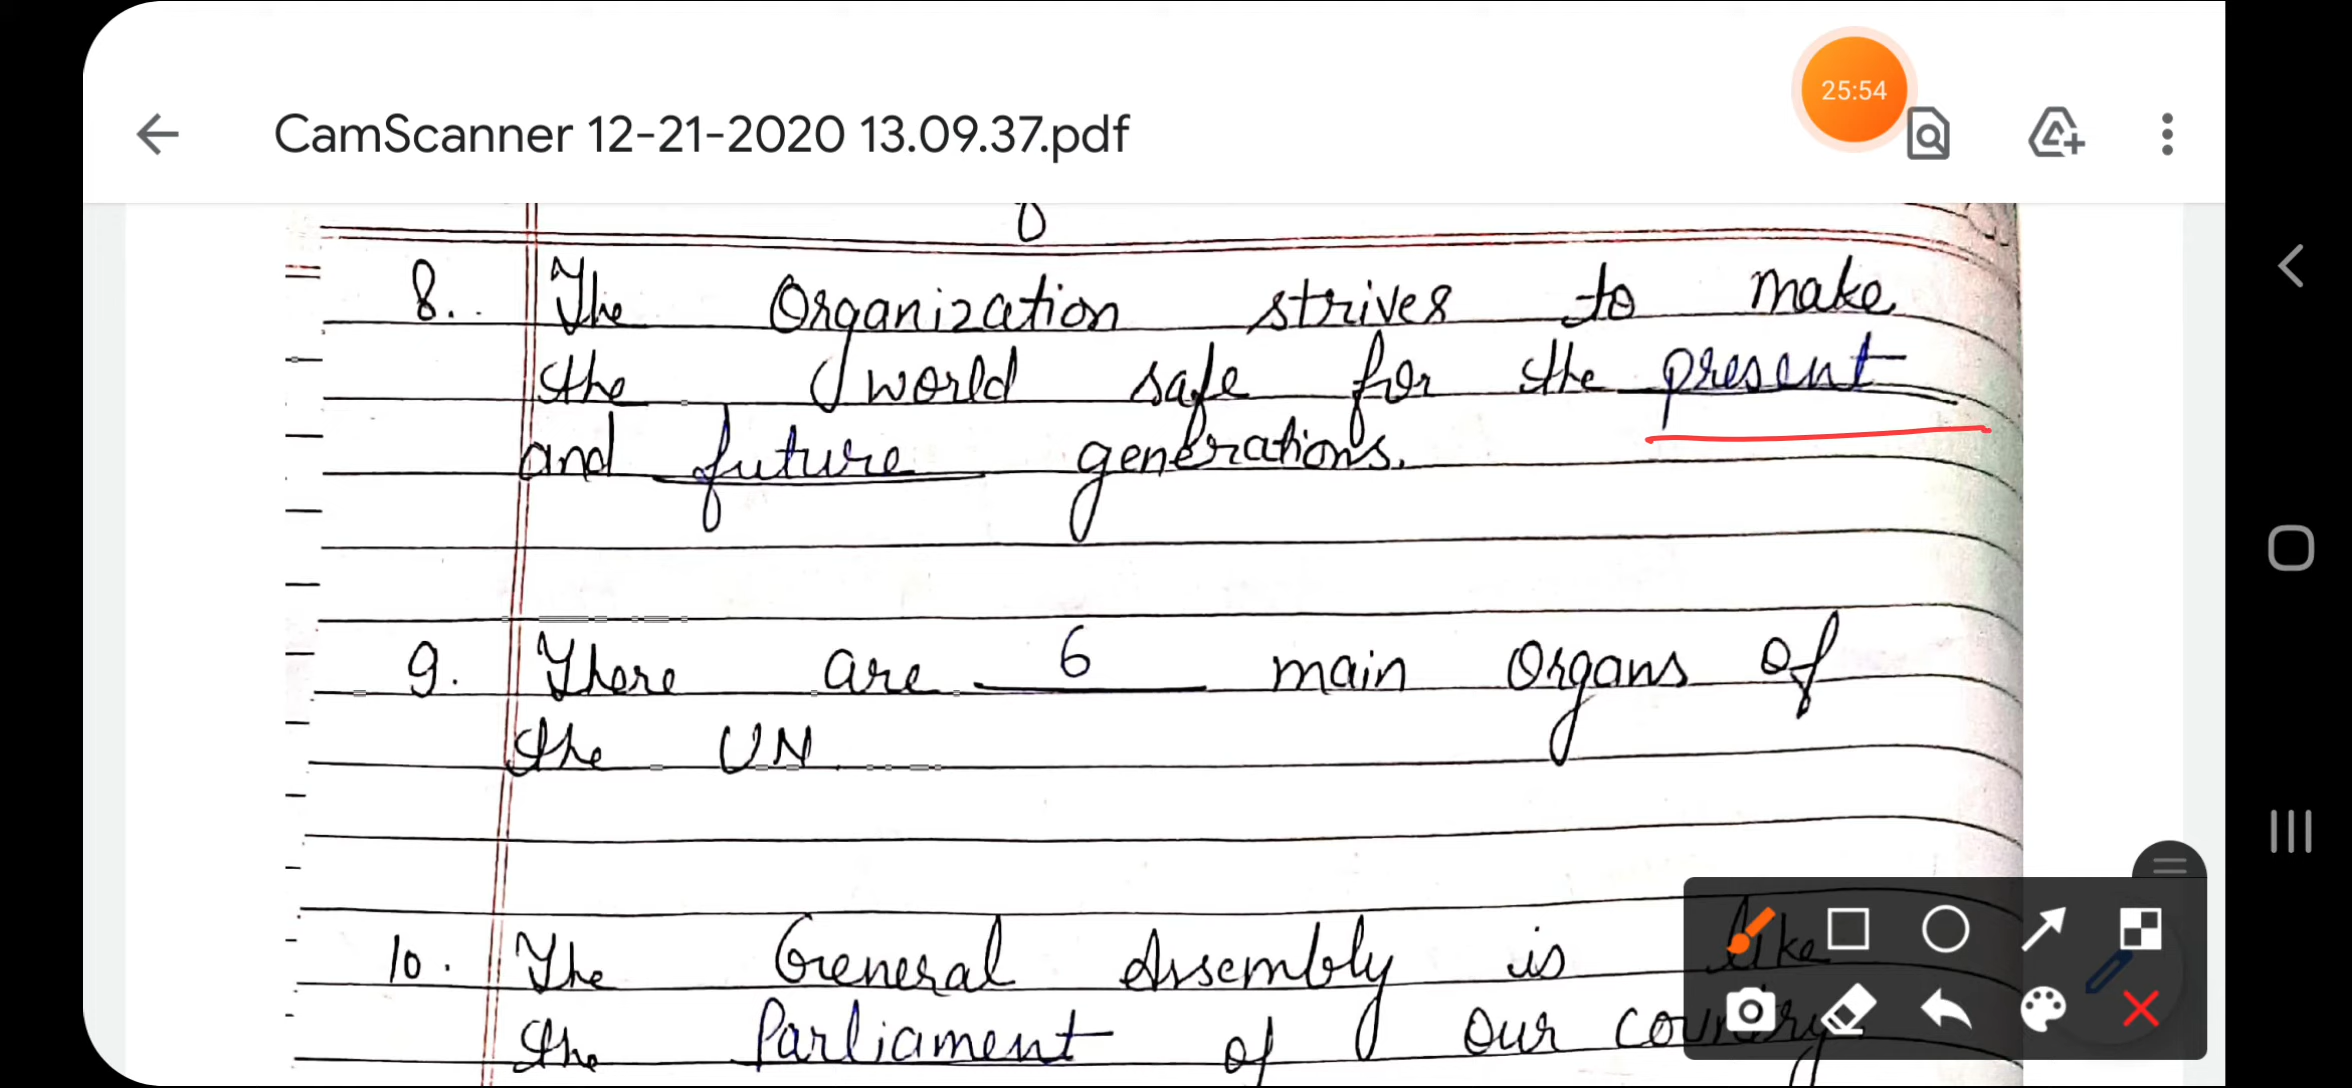 25:54
CamScanner 12-21-2020 13.09.37.pdf
8. The Organization strives to make
the world safe for the present
and future generations.
9. There are 6 main Organs of
the UN
10. The General Assembly is like
the Parliament of our country